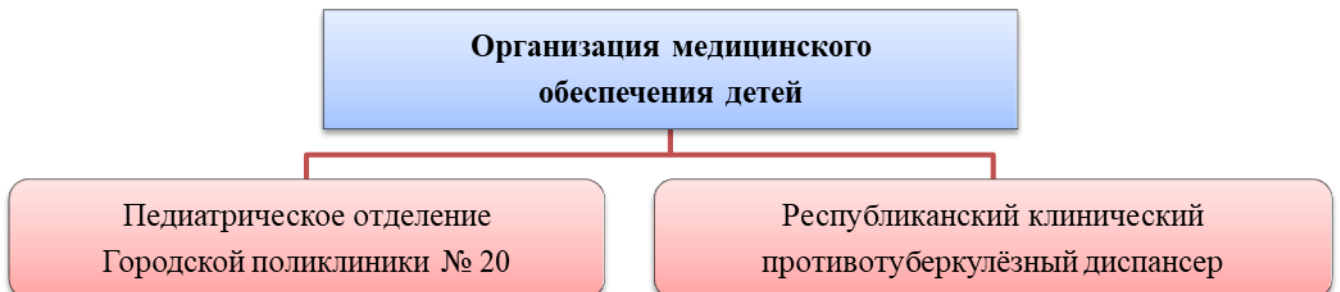 Организация медицинского
обеспечения детей
Педиатрическое отделение
Городской поликлиники № 20
Республиканский клинический
противотуберкулёзный диспансер